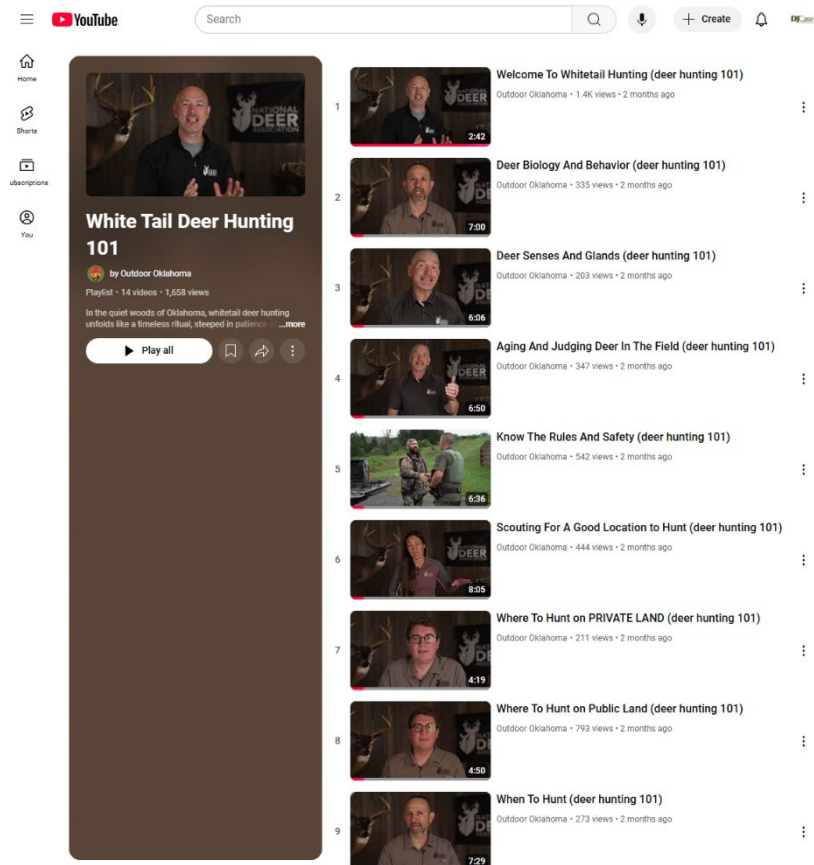 YouTube
Search
Create
DJCase
Home
Shorts
ubscriptions
You
NATIONAL
DEER
ASSOCIATION
White Tail Deer Hunting
101
by Outdoor Oklahoma
Playlist • 14 videos • 1,658 views
In the quiet woods of Oklahoma, whitetail deer hunting
unfolds like a timeless ritual, steeped in patience ...more
Play all
1
DEER
2:42
Welcome To Whitetail Hunting (deer hunting 101)
Outdoor Oklahoma • 1.4K views • 2 months ago
2
7:00
Deer Biology And Behavior (deer hunting 101)
Outdoor Oklahoma • 335 views • 2 months ago
3
6:06
Deer Senses And Glands (deer hunting 101)
Outdoor Oklahoma • 203 views • 2 months ago
4
6:50
Aging And Judging Deer In The Field (deer hunting 101)
Outdoor Oklahoma • 347 views • 2 months ago
5
6:36
Know The Rules And Safety (deer hunting 101)
Outdoor Oklahoma • 542 views • 2 months ago
6
DEER
8:05
Scouting For A Good Location to Hunt (deer hunting 101)
Outdoor Oklahoma • 444 views • 2 months ago
7
4:19
Where To Hunt on PRIVATE LAND (deer hunting 101)
Outdoor Oklahoma • 211 views • 2 months ago
8
4:50
Where To Hunt on Public Land (deer hunting 101)
Outdoor Oklahoma • 793 views • 2 months ago
9
7:29
When To Hunt (deer hunting 101)
Outdoor Oklahoma • 273 views • 2 months ago